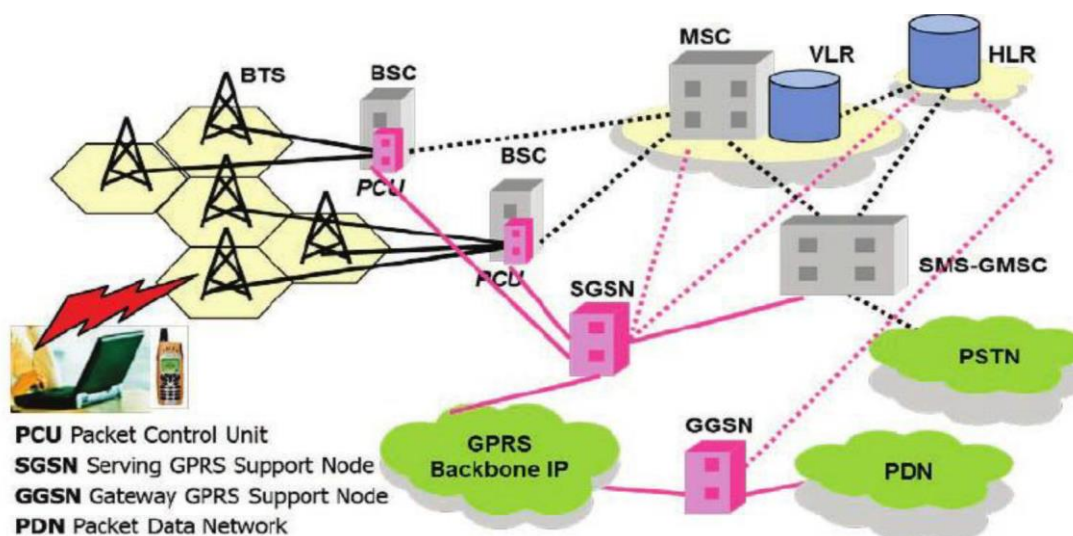 BTS
BSC
PCU
BSC
PCU
MSC
VLR
HLR
SMS-GMSC
SGSN
PSTN
GPRS
Backbone IP
GGSN
PDN
PCU Packet Control Unit
SGSN Serving GPRS Support Node
GGSN Gateway GPRS Support Node
PDN Packet Data Network